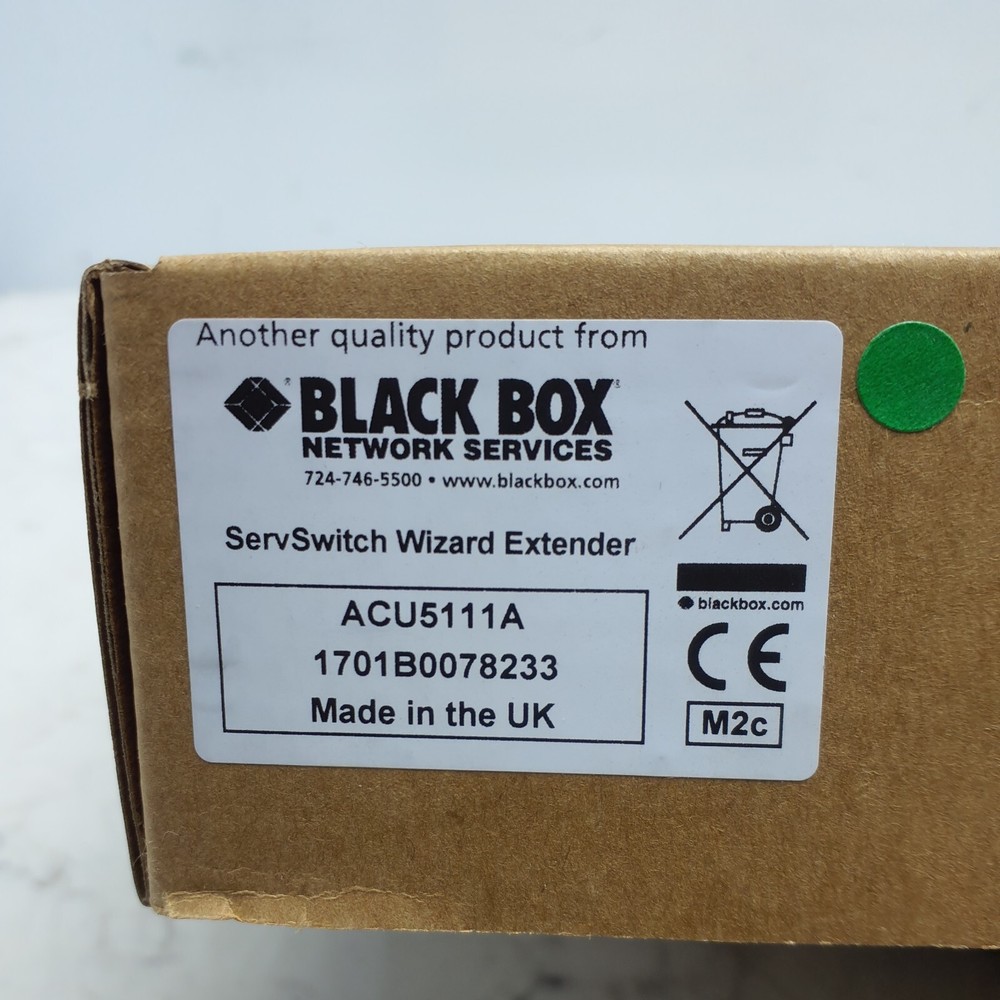 Another quality product from
BLACK BOX®
NETWORK SERVICES
724-746-5500 • www.blackbox.com
ServSwitch Wizard Extender
ACU5111A
1701B0078233
Made in the UK
blackbox.com
CE
M2c